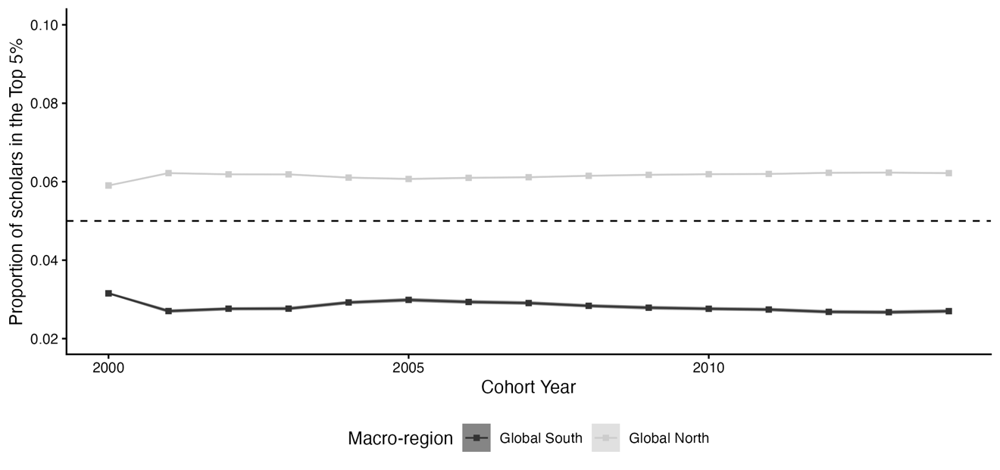 Proportion of scholars in the Top 5%
0.10
0.08
0.06
0.04
0.02
2000 2005 2010
Cohort Year
Macro-region Global South Global North